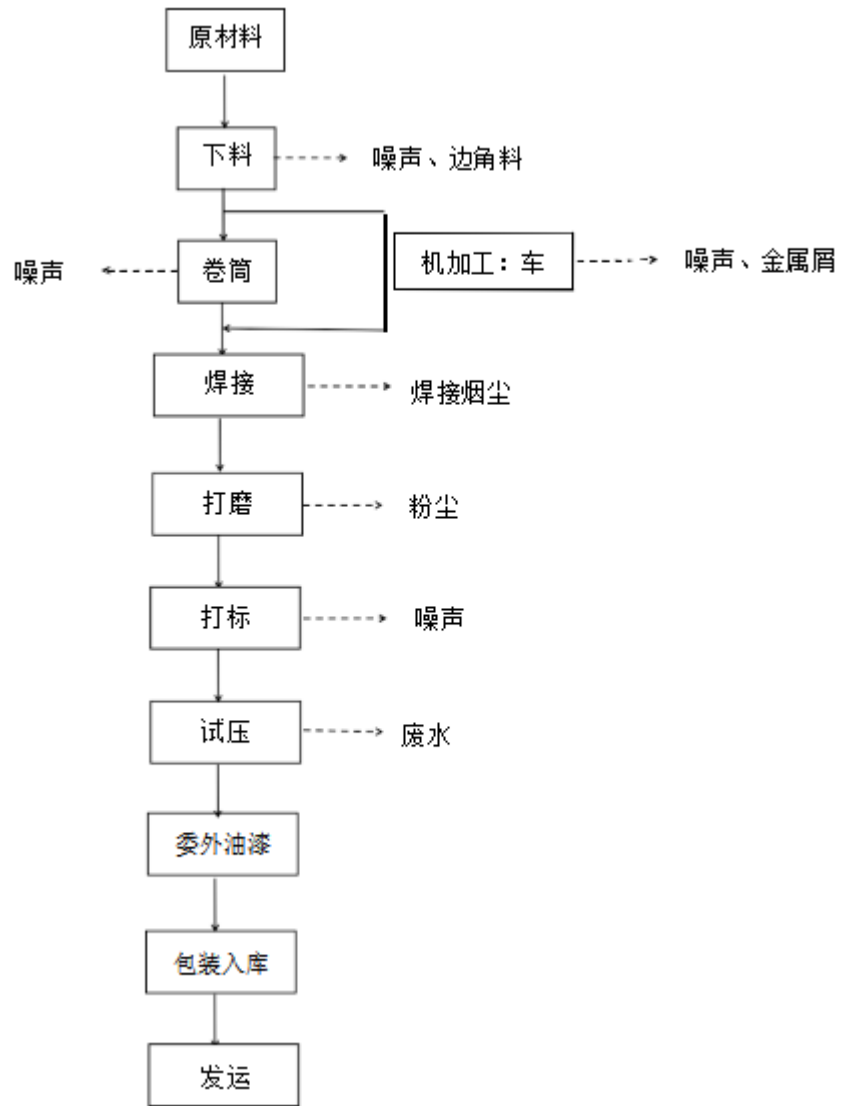 原材料
下料
噪声、边角料
噪声
卷筒
机加工：车
噪声、金属屑
焊接
焊接烟尘
打磨
粉尘
打标
噪声
试压
废水
委外油漆
包装入库
发运